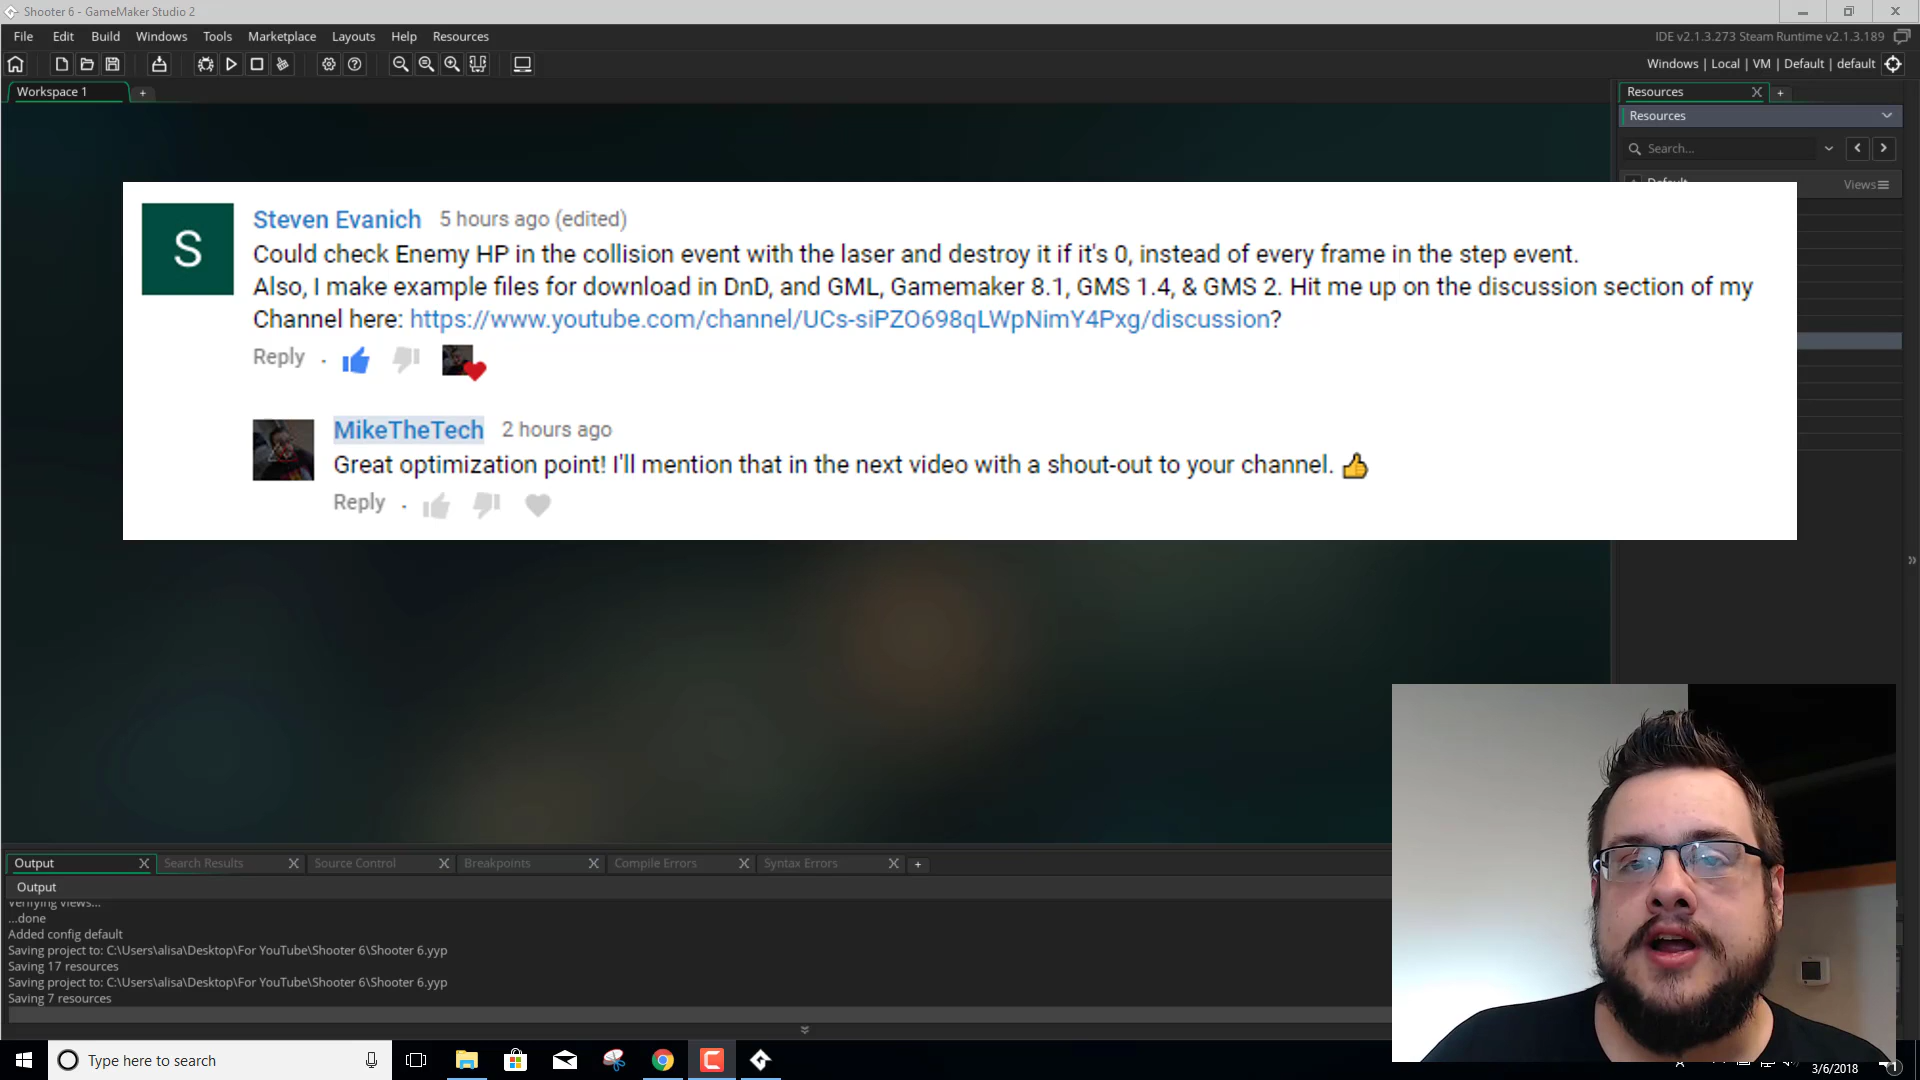 Shooter 6 - GameMaker Studio 2
File Edit Build Windows Tools Marketplace Layouts Help Resources
IDE v2.1.3.273 Steam Runtime v2.1.3.189
Windows | Local | VM | Default | default
Workspace 1
Resources
Resources
Search...
Default
Views
S
Steven Evanich 5 hours ago (edited)
Could check Enemy HP in the collision event with the laser and destroy it if it's 0, instead of every frame in the step event.
Also, I make example files for download in DnD, and GML, Gamemaker 8.1, GMS 1.4, & GMS 2. Hit me up on the discussion section of my
Channel here: https://www.youtube.com/channel/UCs-siPZO698qLWpNimY4Pxg/discussion?
Reply
MikeTheTech 2 hours ago
Great optimization point! I'll mention that in the next video with a shout-out to your channel. 👍
Reply
Output Search Results Source Control Breakpoints Compile Errors Syntax Errors
Output
Verifying views...
...done
Added config default
Saving project to: C:\Users\alisa\Desktop\For YouTube\Shooter 6\Shooter 6.yyp
Saving 17 resources
Saving project to: C:\Users\alisa\Desktop\For YouTube\Shooter 6\Shooter 6.yyp
Saving 7 resources
Type here to search
3/6/2018
1